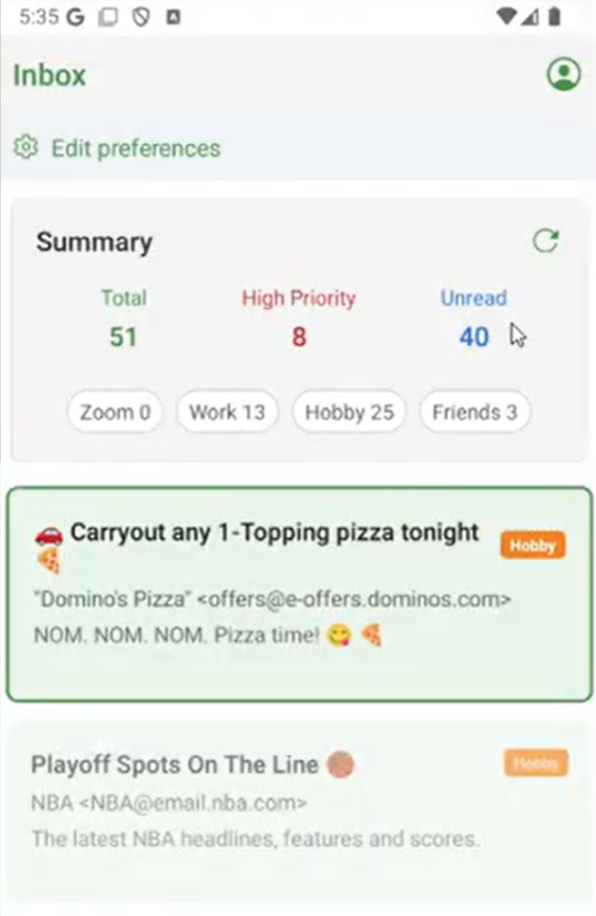 5:35
Inbox
Edit preferences
Summary
Total High Priority Unread
51 8 40
Zoom 0 Work 13 Hobby 25 Friends 3
🚗 Carryout any 1-Topping pizza tonight
🍕
Hobby
"Domino's Pizza" <offers@e-offers.dominos.com>
NOM. NOM. NOM. Pizza time! 😋 🍕
Playoff Spots On The Line 🏀
Hobby
NBA <NBA@email.nba.com>
The latest NBA headlines, features and scores.